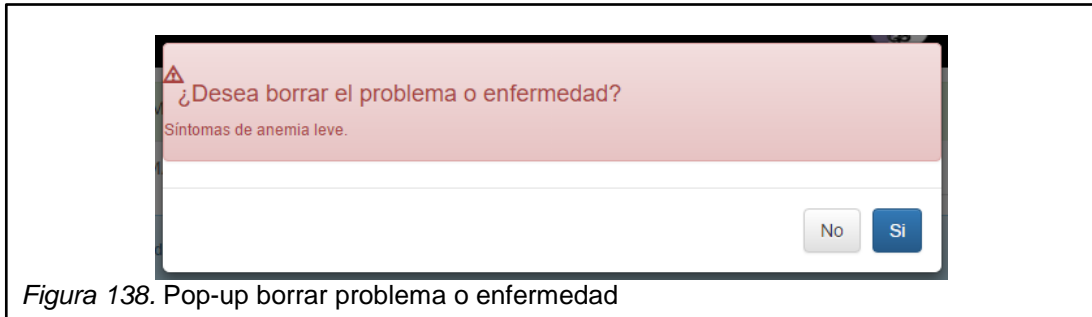 ¿Desea borrar el problema o enfermedad?
Síntomas de anemia leve.
No
Si
Figura 138. Pop-up borrar problema o enfermedad